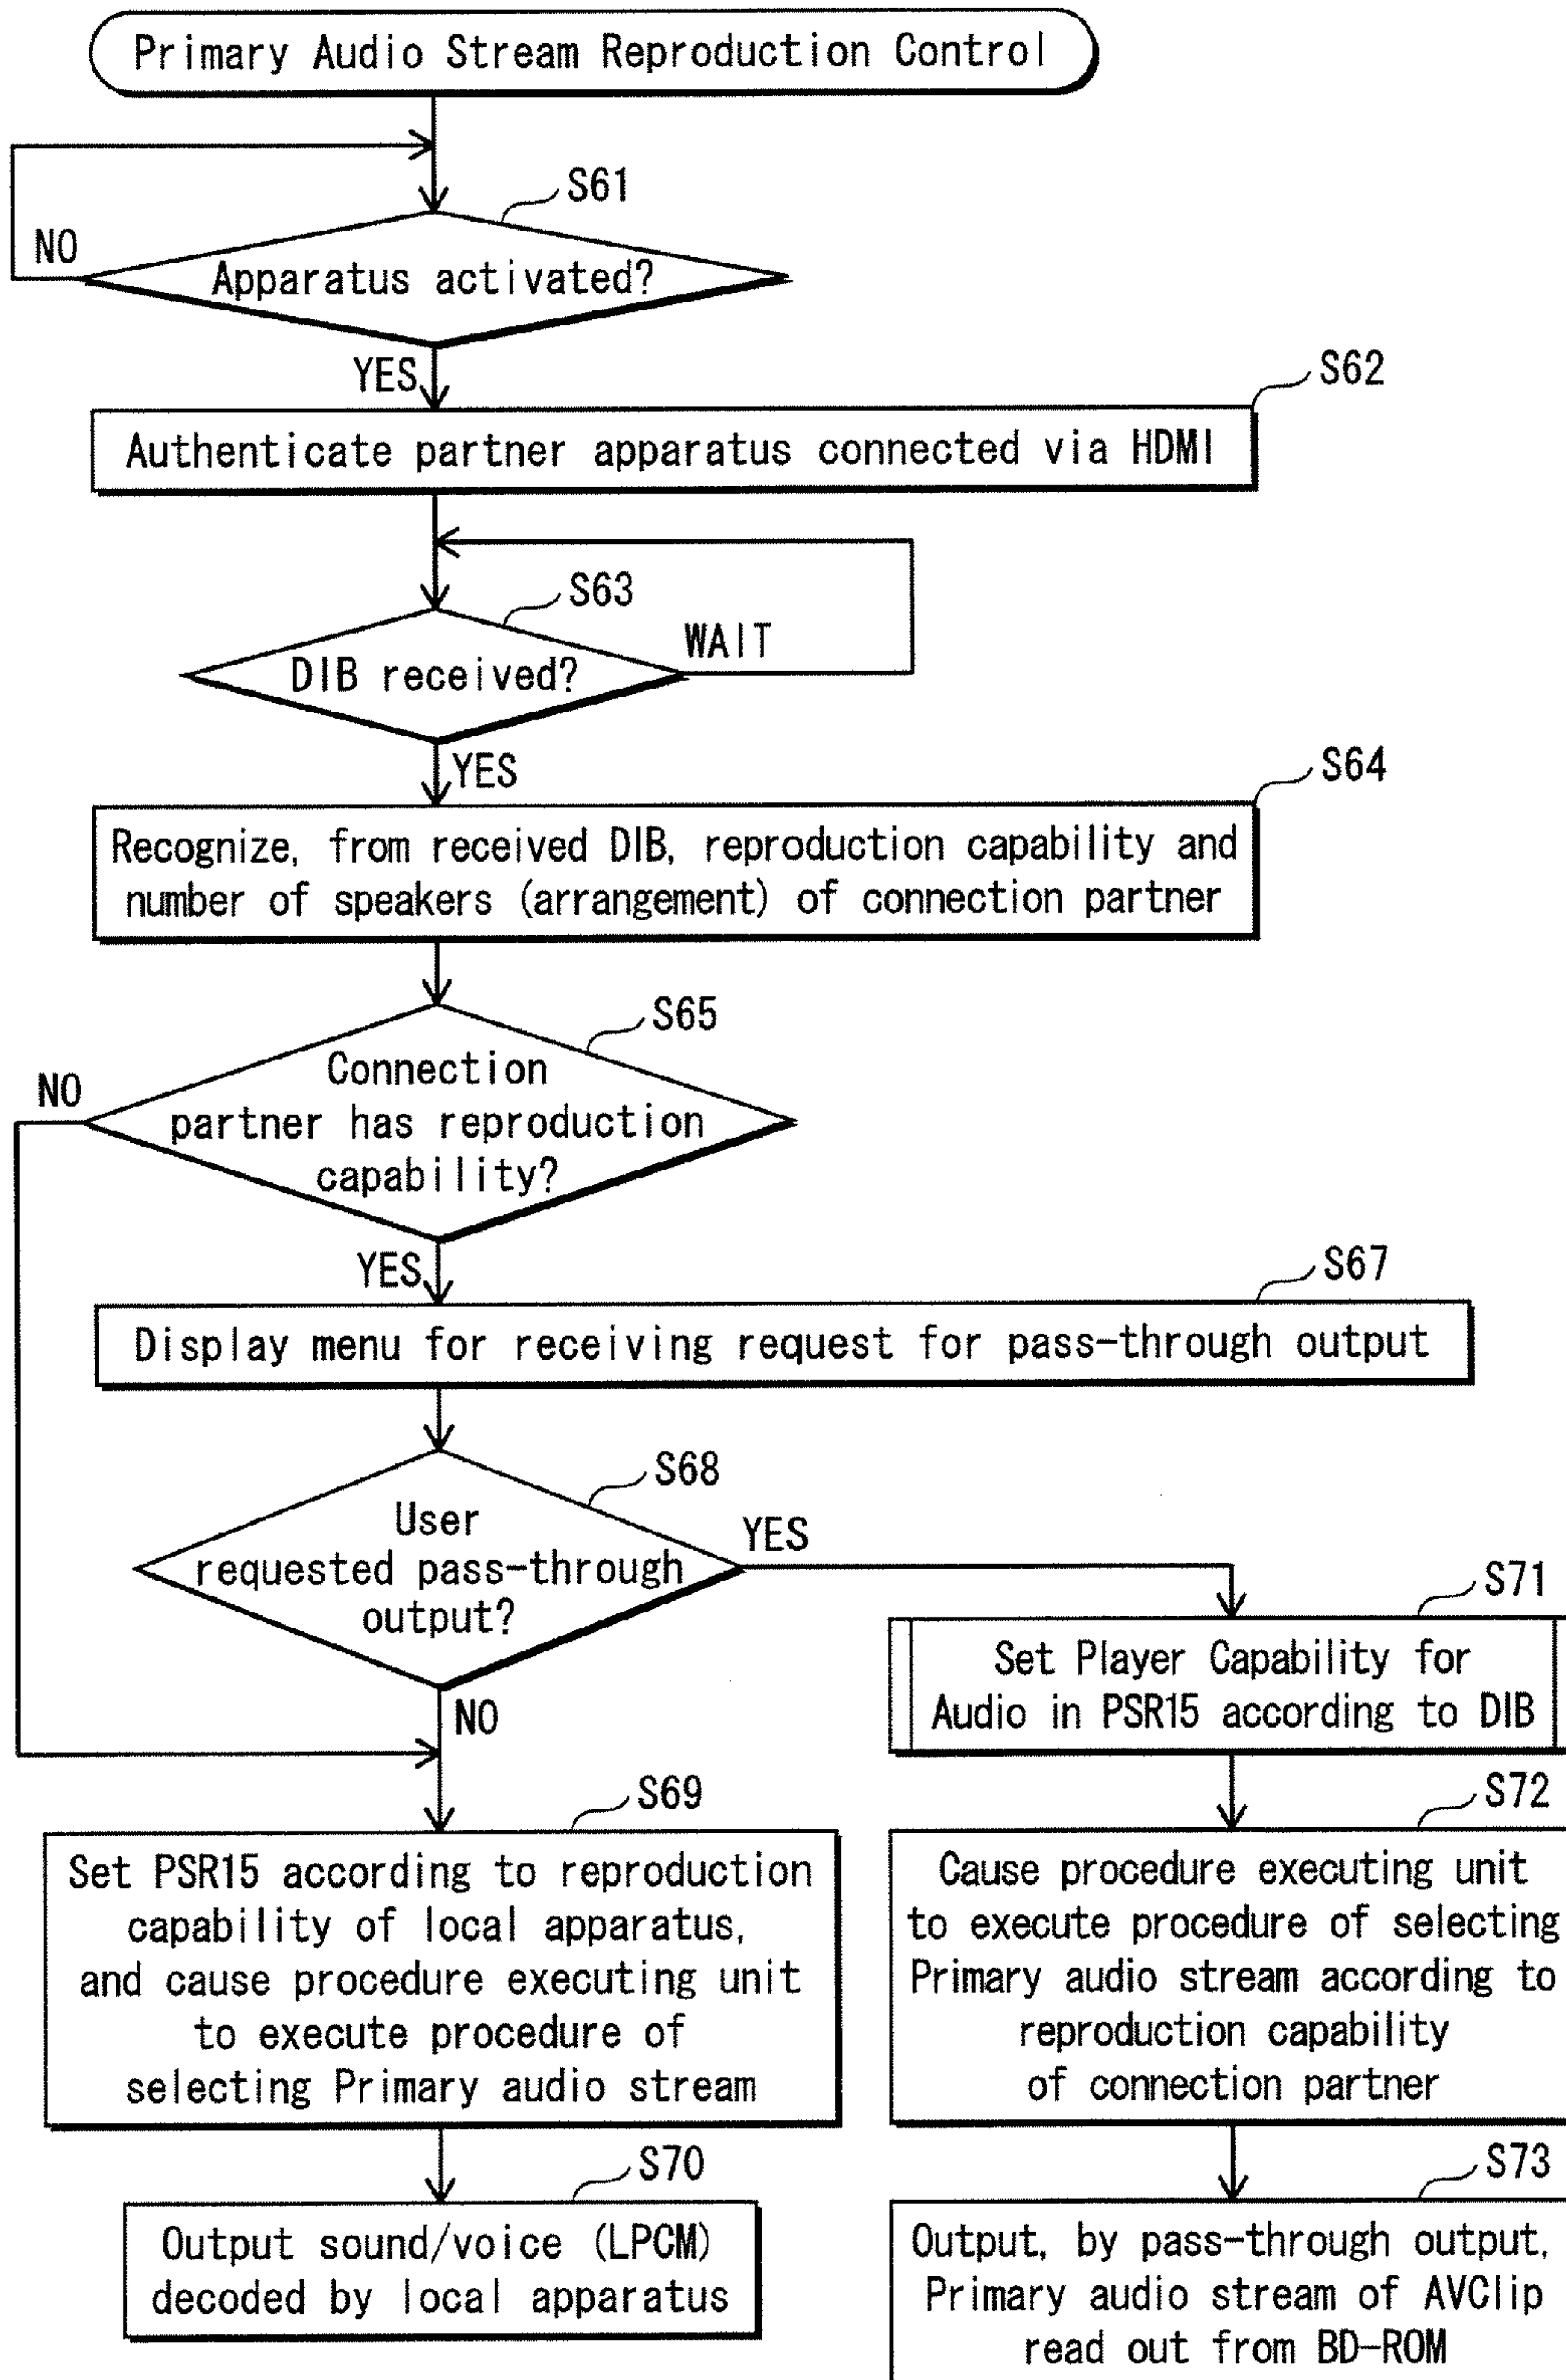 Primary Audio Stream Reproduction Control
S61
NO
Apparatus activated?
YES
S62
Authenticate partner apparatus connected via HDMI
S63
WAIT
DIB received?
YES
S64
Recognize, from received DIB, reproduction capability and
number of speakers (arrangement) of connection partner
S65
NO
Connection
partner has reproduction
capability?
YES
S67
Display menu for receiving request for pass-through output
S68
User
requested pass-through
output?
YES
NO
S71
Set Player Capability for
Audio in PSR15 according to DIB
S69
Set PSR15 according to reproduction
capability of local apparatus,
and cause procedure executing unit
to execute procedure of
selecting Primary audio stream
S72
Cause procedure executing unit
to execute procedure of selecting
Primary audio stream according to
reproduction capability
of connection partner
S70
Output sound/voice (LPCM)
decoded by local apparatus
S73
Output, by pass-through output,
Primary audio stream of AVClip
read out from BD-ROM